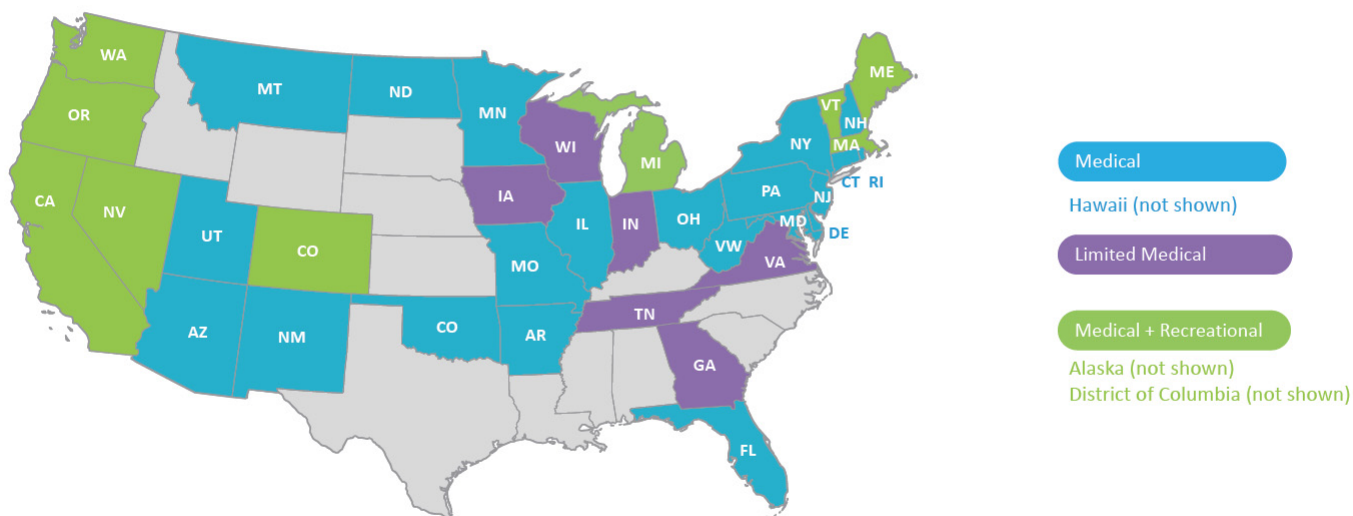 WA
MT
ND
MN
ME
VT
NH
OR
WI
NY
MA
MI
CT RI
CA
NV
IA
PA
NJ
UT
CO
IL
IN
OH
MD
DE
VW
MO
VA
AZ
NM
CO
AR
TN
GA
FL
Medical
Hawaii (not shown)
Limited Medical
Medical + Recreational
Alaska (not shown)
District of Columbia (not shown)